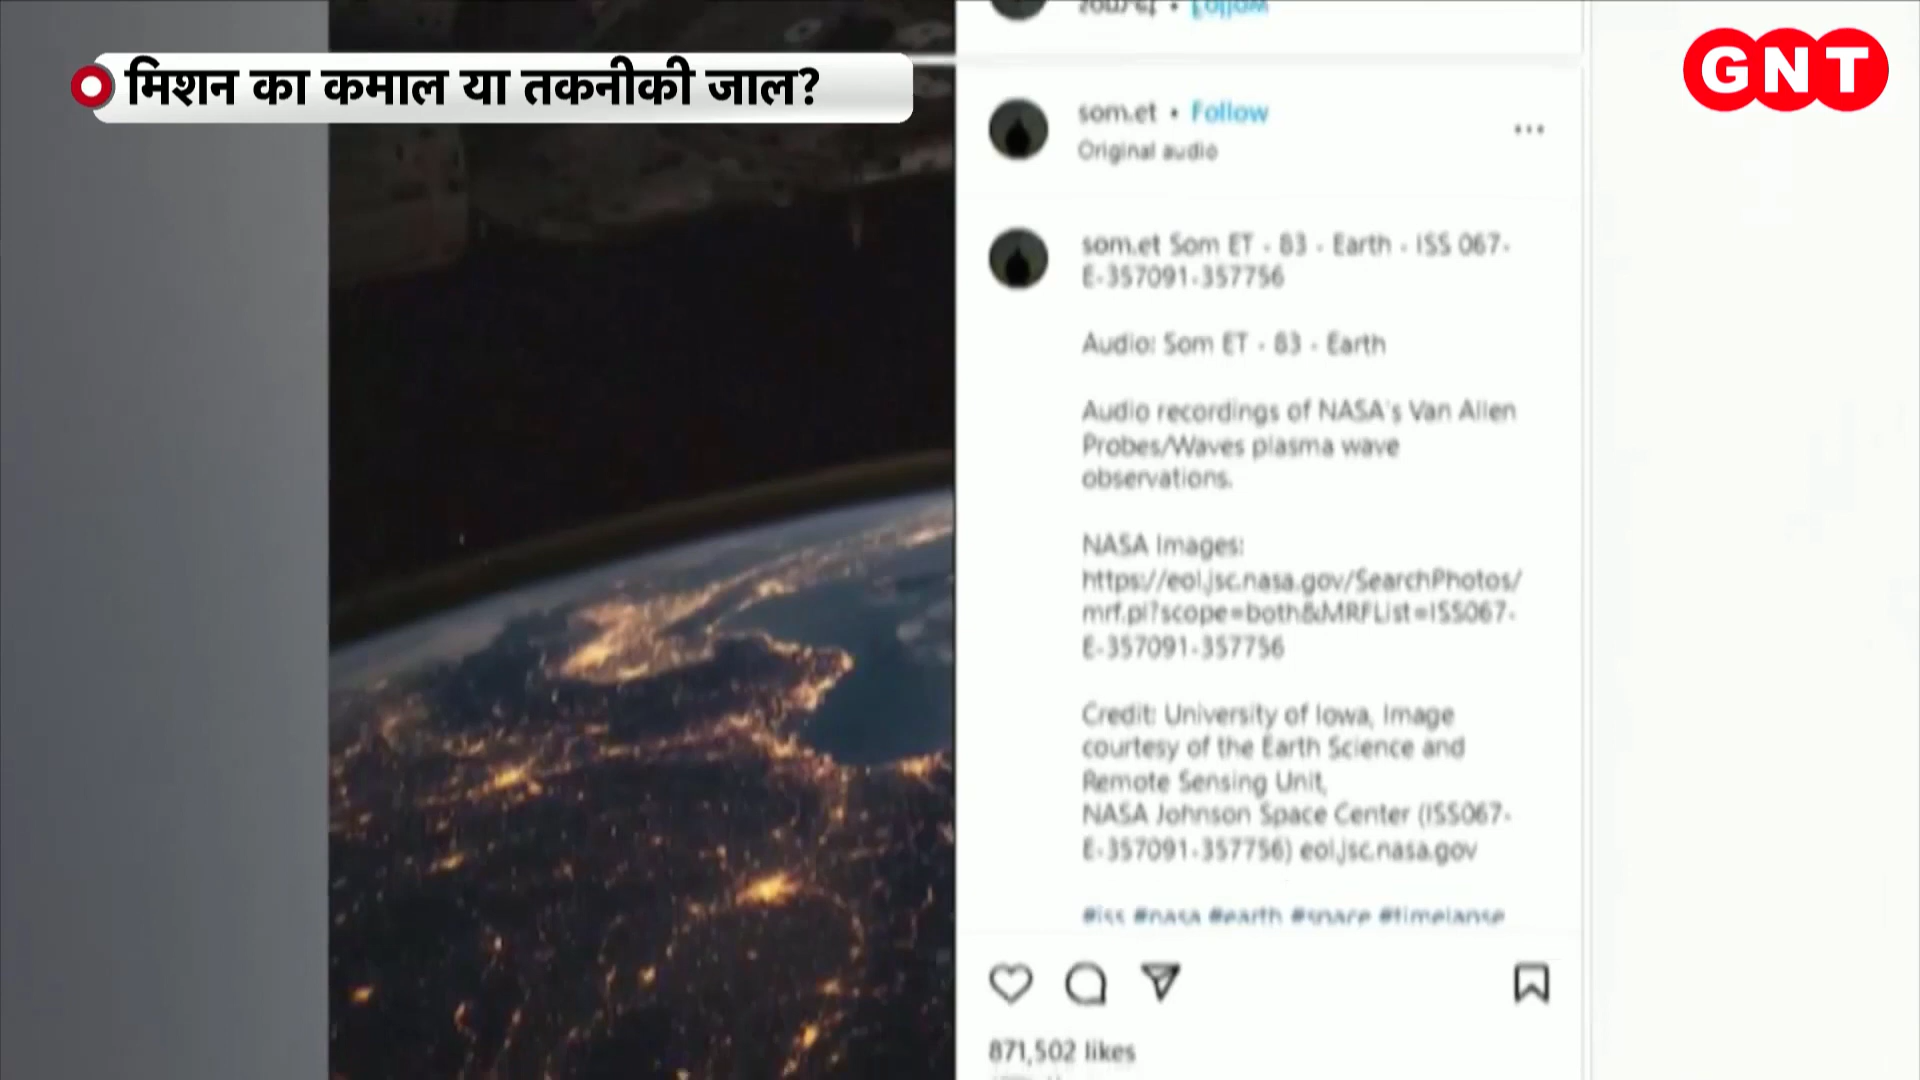 मिशन का कमाल या तकनीकी जाल?
GNT
som.et • Follow
som.et • Follow
Original audio
som.et Som ET - 83 - Earth - ISS 067-
E-357091-357756
Audio: Som ET - 83 - Earth
Audio recordings of NASA's Van Allen
Probes/Waves plasma wave
observations.
NASA Images:
https://eol.jsc.nasa.gov/SearchPhotos/
mrf.pl?scope=both&MRFList=ISS067-
E-357091-357756
Credit: University of Iowa, Image
courtesy of the Earth Science and
Remote Sensing Unit,
NASA Johnson Space Center (ISS067-
E-357091-357756) eol.jsc.nasa.gov
#iss #nasa #earth #space #timelapse
871,502 likes